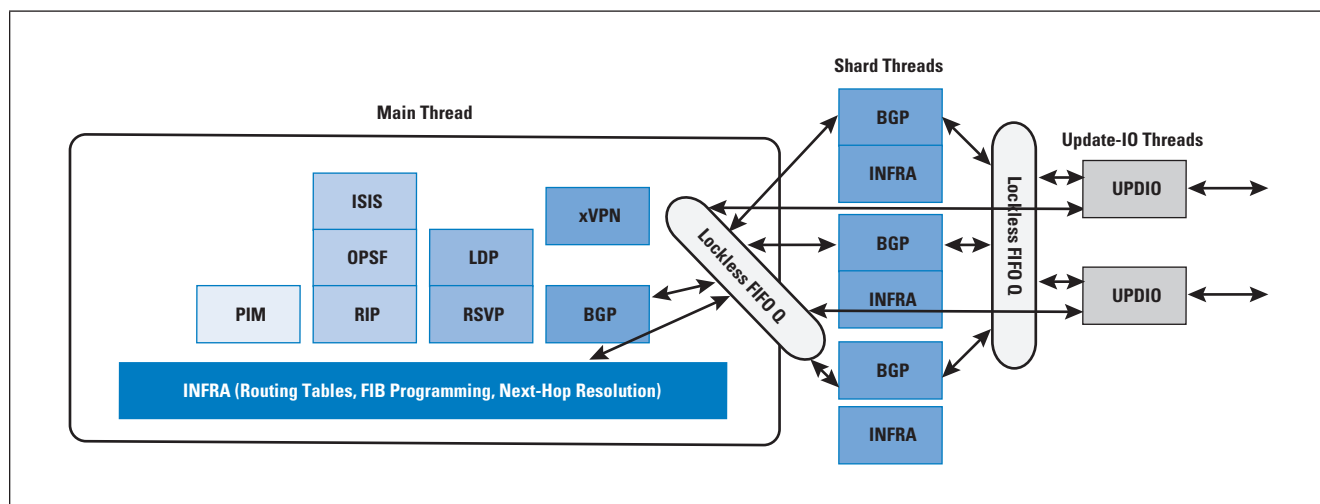 Main Thread
ISIS
OPSF
RIP
PIM
LDP
RSVP
xVPN
BGP
INFRA (Routing Tables, FIB Programming, Next-Hop Resolution)
Lockless FIFO Q
Shard Threads
BGP
INFRA
BGP
INFRA
BGP
INFRA
Lockless FIFO Q
Update-IO Threads
UPDIO
UPDIO